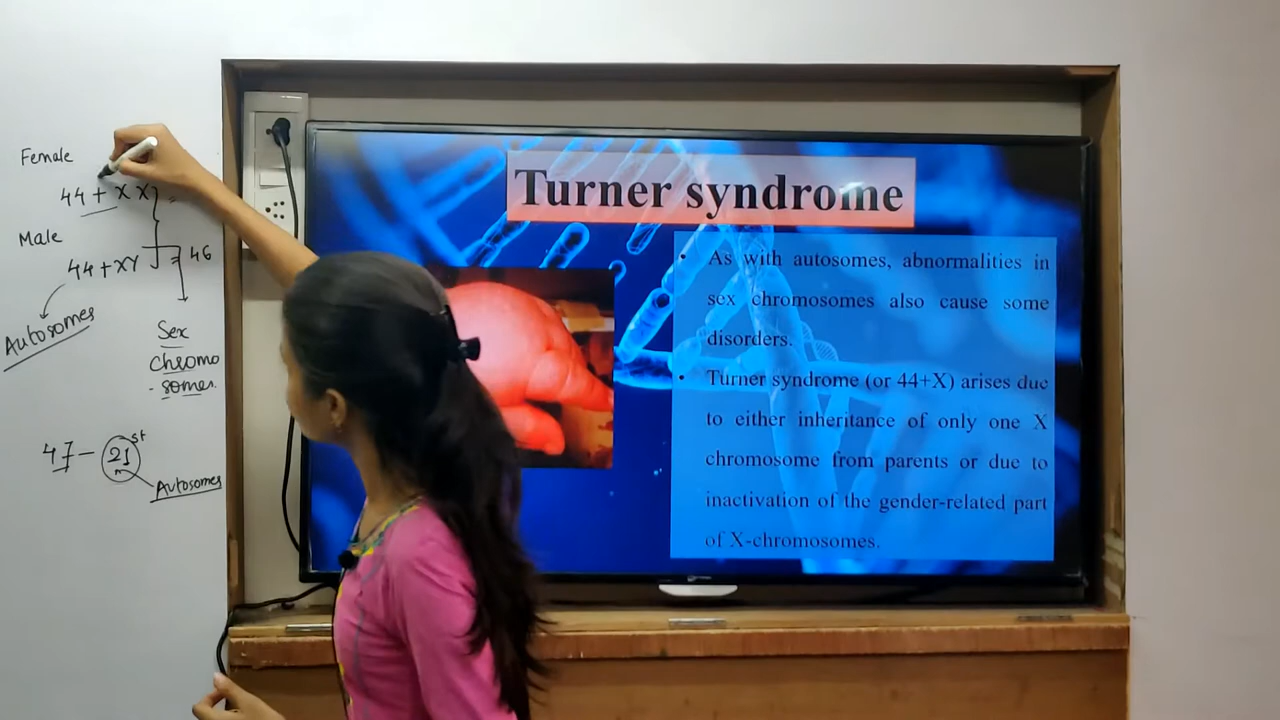 Female
44 + X X
Male
44 + XY
= 46
Autosomes
Sex
Chromo
- somes.
47 - 21st
Autosomes
Turner syndrome
• As with autosomes, abnormalities in
sex chromosomes also cause some
disorders.
• Turner syndrome (or 44+X) arises due
to either inheritance of only one X
chromosome from parents or due to
inactivation of the gender-related part
of X-chromosomes.